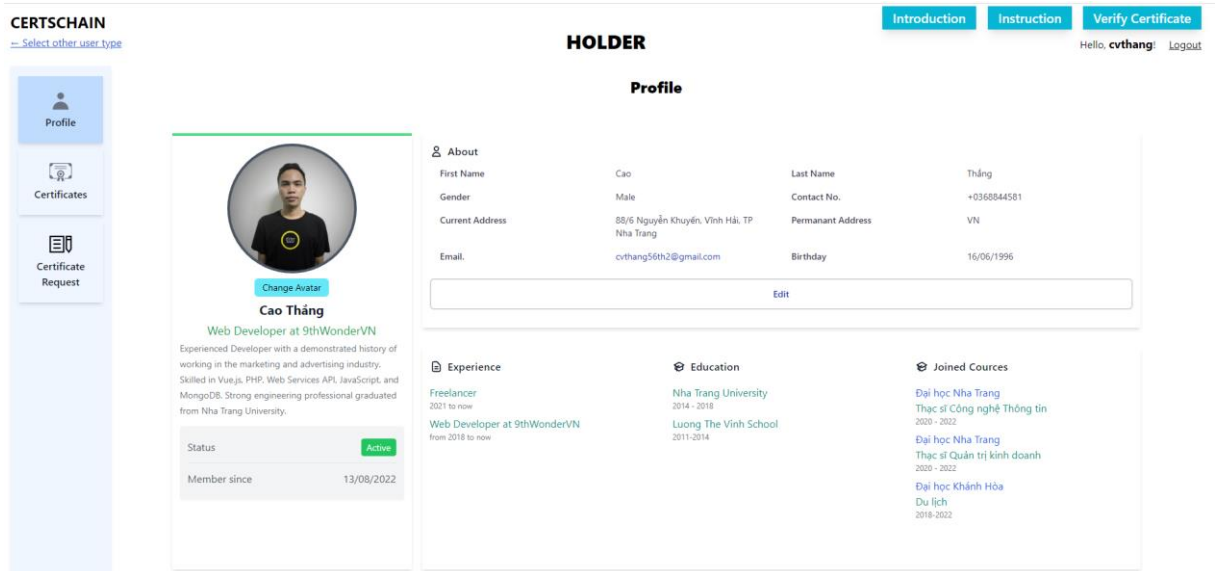 CERTSCHAIN
← Select other user type
HOLDER
Introduction
Instruction
Verify Certificate
Hello, cvthang! Logout
Profile
Certificates
Certificate
Request
Profile
Change Avatar
Cao Thắng
Web Developer at 9thWonderVN
Experienced Developer with a demonstrated history of
working in the marketing and advertising industry.
Skilled in Vue.js, PHP, Web Services API, JavaScript, and
MongoDB. Strong engineering professional graduated
from Nha Trang University.
Status Active
Member since 13/08/2022
About
First Name Cao Last Name Thắng
Gender Male Contact No. +0368844581
Current Address 88/6 Nguyễn Khuyến, Vĩnh Hải, TP Permanant Address VN
Nha Trang
Email. cvthang56th2@gmail.com Birthday 16/06/1996
Edit
Experience
Freelancer
2021 to now
Web Developer at 9thWonderVN
from 2018 to now
Education
Nha Trang University
2014 - 2018
Luong The Vinh School
2011-2014
Joined Cources
Đại học Nha Trang
Thạc sĩ Công nghệ Thông tin
2020 - 2022
Đại học Nha Trang
Thạc sĩ Quản trị kinh doanh
2020 - 2022
Đại học Khánh Hòa
Du lịch
2018-2022